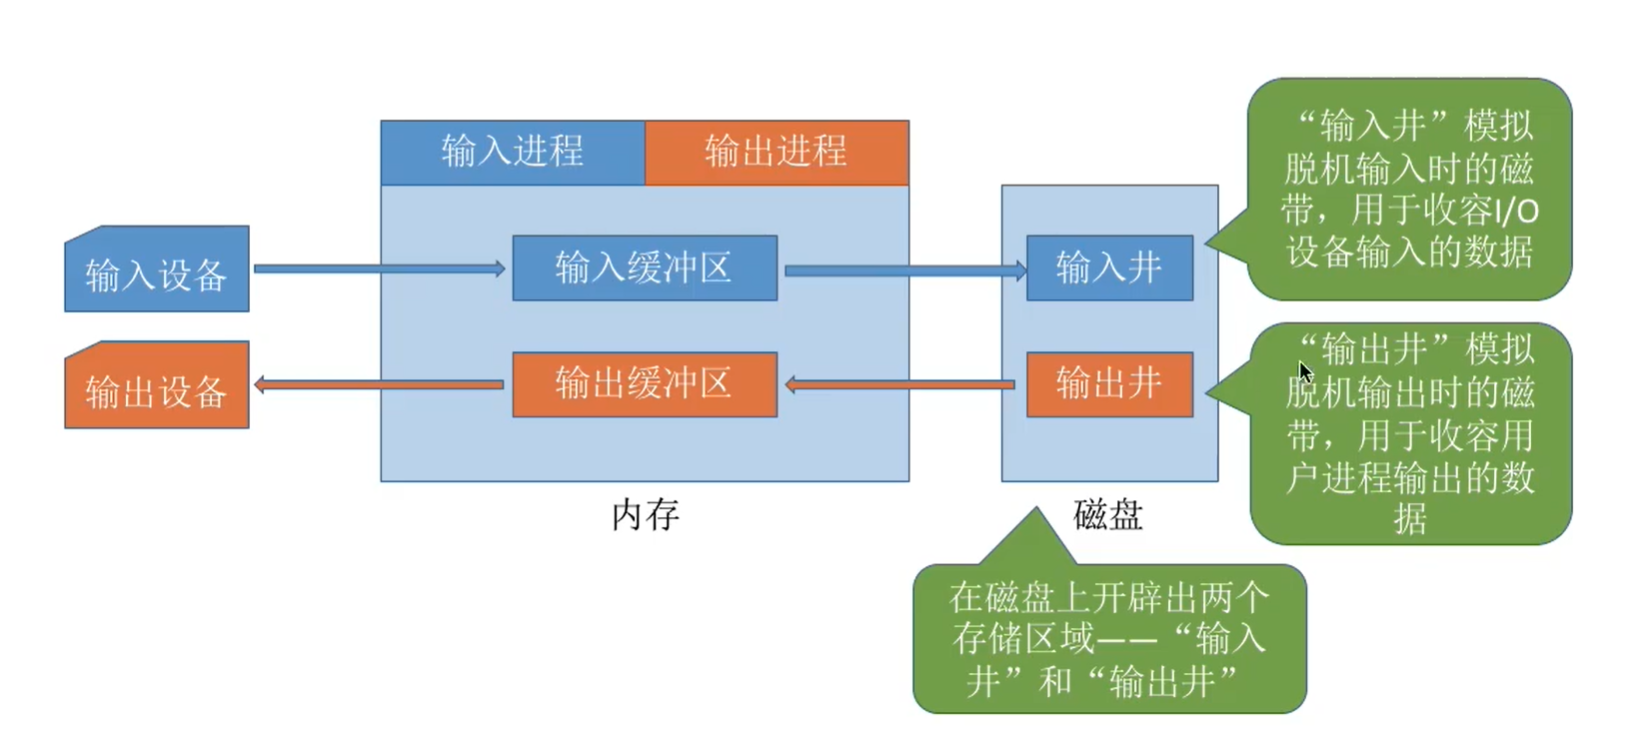 “输入井”模拟
脱机输入时的磁
带，用于收容I/O
设备输入的数据
输入进程
输出进程
输入设备
输入缓冲区
输入井
输出设备
输出缓冲区
输出井
“输出井”模拟
脱机输出时的磁
带，用于收容用
户进程输出的数
据
内存
磁盘
在磁盘上开辟出两个
存储区域——“输入
井”和“输出井”